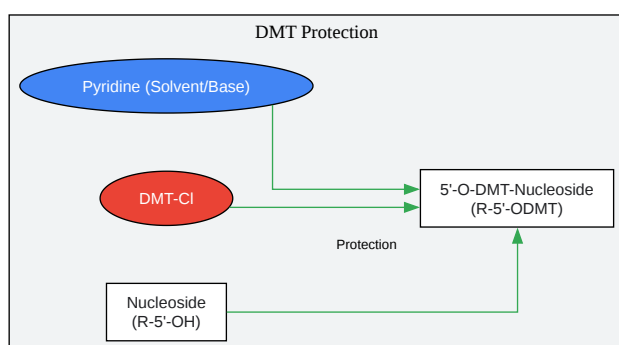 DMT Protection
Pyridine (Solvent/Base)
DMT-Cl
5'-O-DMT-Nucleoside
(R-5'-ODMT)
Protection
Nucleoside
(R-5'-OH)